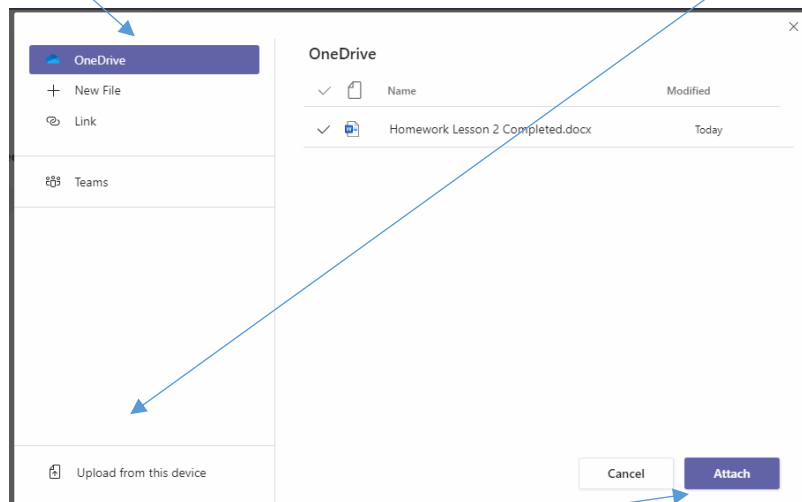 OneDrive
New File
Link
Teams
Upload from this device
OneDrive
Name Modified
Homework Lesson 2 Completed.docx Today
Cancel Attach